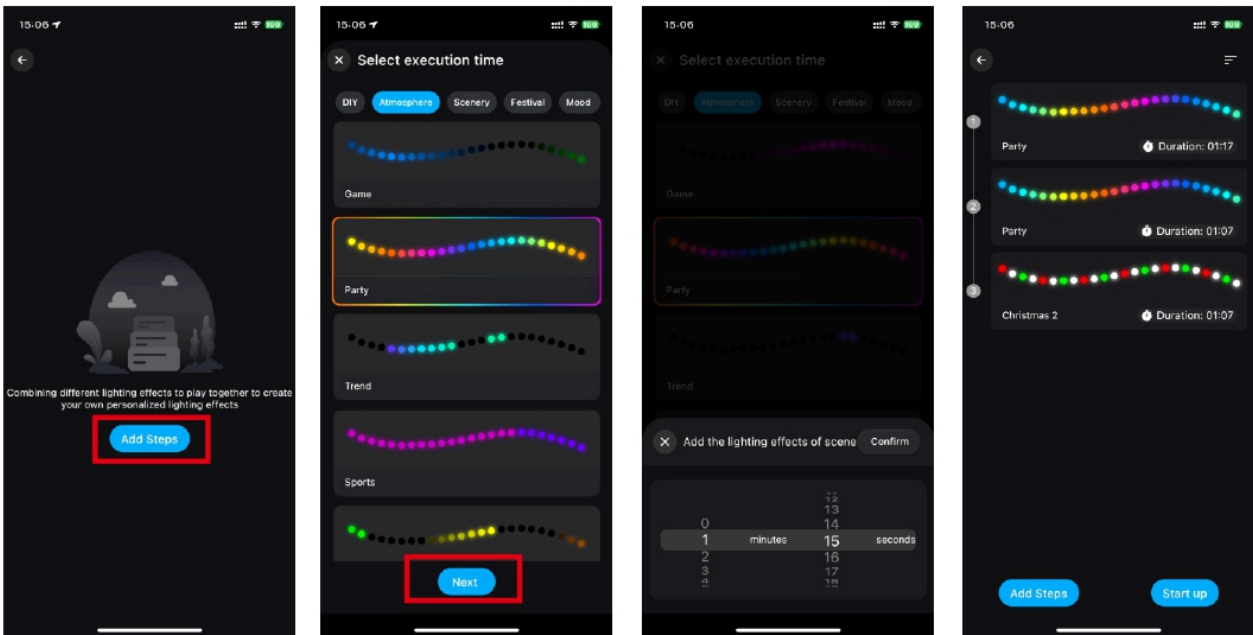 15:06
Combining different lighting effects to play together to create
your own personalized lighting effects
Add Steps
15:06
Select execution time
DIY
Atmosphere
Scenery
Festival
Mood
Game
Party
Trend
Sports
Next
15:06
Select execution time
DIY
Atmosphere
Scenery
Festival
Mood
Game
Party
Trend
Add the lighting effects of scene
Confirm
12
13
0
14
1
minutes
15
seconds
2
16
3
17
4
18
15:06
1
Party
Duration: 01:17
2
Party
Duration: 01:07
3
Christmas 2
Duration: 01:07
Add Steps
Start up